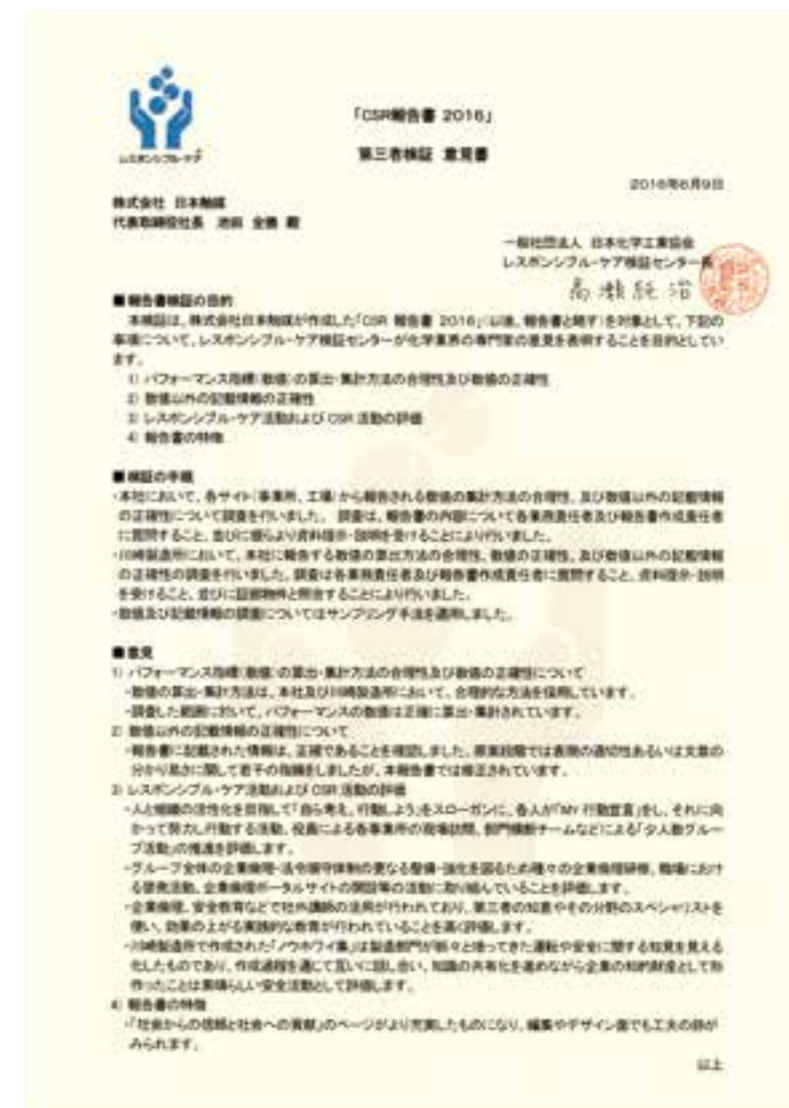 レスポンシブル・ケア
「CSR報告書 2016」
第三者検証 意見書
2016年6月9日
株式会社 日本触媒
代表取締役社長 池田 全德 殿
一般社団法人 日本化学工業協会
レスポンシブル・ケア検証センター長
高瀬純治
■報告書検証の目的
本検証は、株式会社日本触媒が作成した「CSR 報告書 2016」(以後、報告書と略す)を対象として、下記の
事項について、レスポンシブル・ケア検証センターが化学業界の専門家の意見を表明することを目的としてい
ます。
1) パフォーマンス指標(数値)の算出・集計方法の合理性及び数値の正確性
2) 数値以外の記載情報の正確性
3) レスポンシブル・ケア活動および CSR 活動の評価
4) 報告書の特徴
■検証の手順
・本社において、各サイト(事業所、工場)から報告される数値の集計方法の合理性、及び数値以外の記載情報
の正確性について調査を行いました。 調査は、報告書の内容について各業務責任者及び報告書作成責任者
に質問すること、並びに彼らより資料提示・説明を受けることにより行いました。
・川崎製造所において、本社に報告する数値の算出方法の合理性、数値の正確性、及び数値以外の記載情報
の正確性の調査を行いました。調査は各業務責任者及び報告書作成責任者に質問すること、資料提示・説明
を受けること、並びに証拠物件と照合することにより行いました。
・数値及び記載情報の調査についてはサンプリング手法を適用しました。
■意見
1) パフォーマンス指標(数値)の算出・集計方法の合理性及び数値の正確性について
・数値の算出・集計方法は、本社及び川崎製造所において、合理的な方法を採用しています。
・調査した範囲に於いて、パフォーマンスの数値は正確に算出・集計されています。
2) 数値以外の記載情報の正確性について
・報告書に記載された情報は、正確であることを確認しました。原案段階では表現の適切性あるいは文章の
分かり易さに関して若干の指摘をしましたが、本報告書では修正されています。
3) レスポンシブル・ケア活動および CSR 活動の評価
・人と組織の活性化を目指して「自ら考え、行動しよう」をスローガンに、各人が「MY 行動宣言」をし、それに向
かって努力し行動する活動、役員による各事業所の現場訪問、部門横断チームなどによる「少人数グルー
プ活動」の推進を評価します。
・グループ全体の企業倫理・法令順守体制の更なる整備・強化を図るため種々の企業倫理研修、職場におけ
る啓発活動、企業倫理ポータルサイトの開設等の活動に取り組んでいることを評価します。
・企業倫理、安全教育などで社外講師の活用が行われており、第三者の知恵やその分野のスペシャリストを
使い、効果の上がる実践的な教育が行われていることを高く評価します。
・川崎製造所で作成された「ノウホワイ集」は製造部門が脈々と培ってきた運転や安全に関する知見を見える
化したものであり、作成過程を通じて互いに話し合い、知識の共有化を進めながら企業の知的財産として形
作ったことは素晴らしい安全活動として評価します。
4) 報告書の特徴
・「社会からの信頼と社会への貢献」のページがより充実したものになり、編集やデザイン面でも工夫の跡が
みられます。
以上